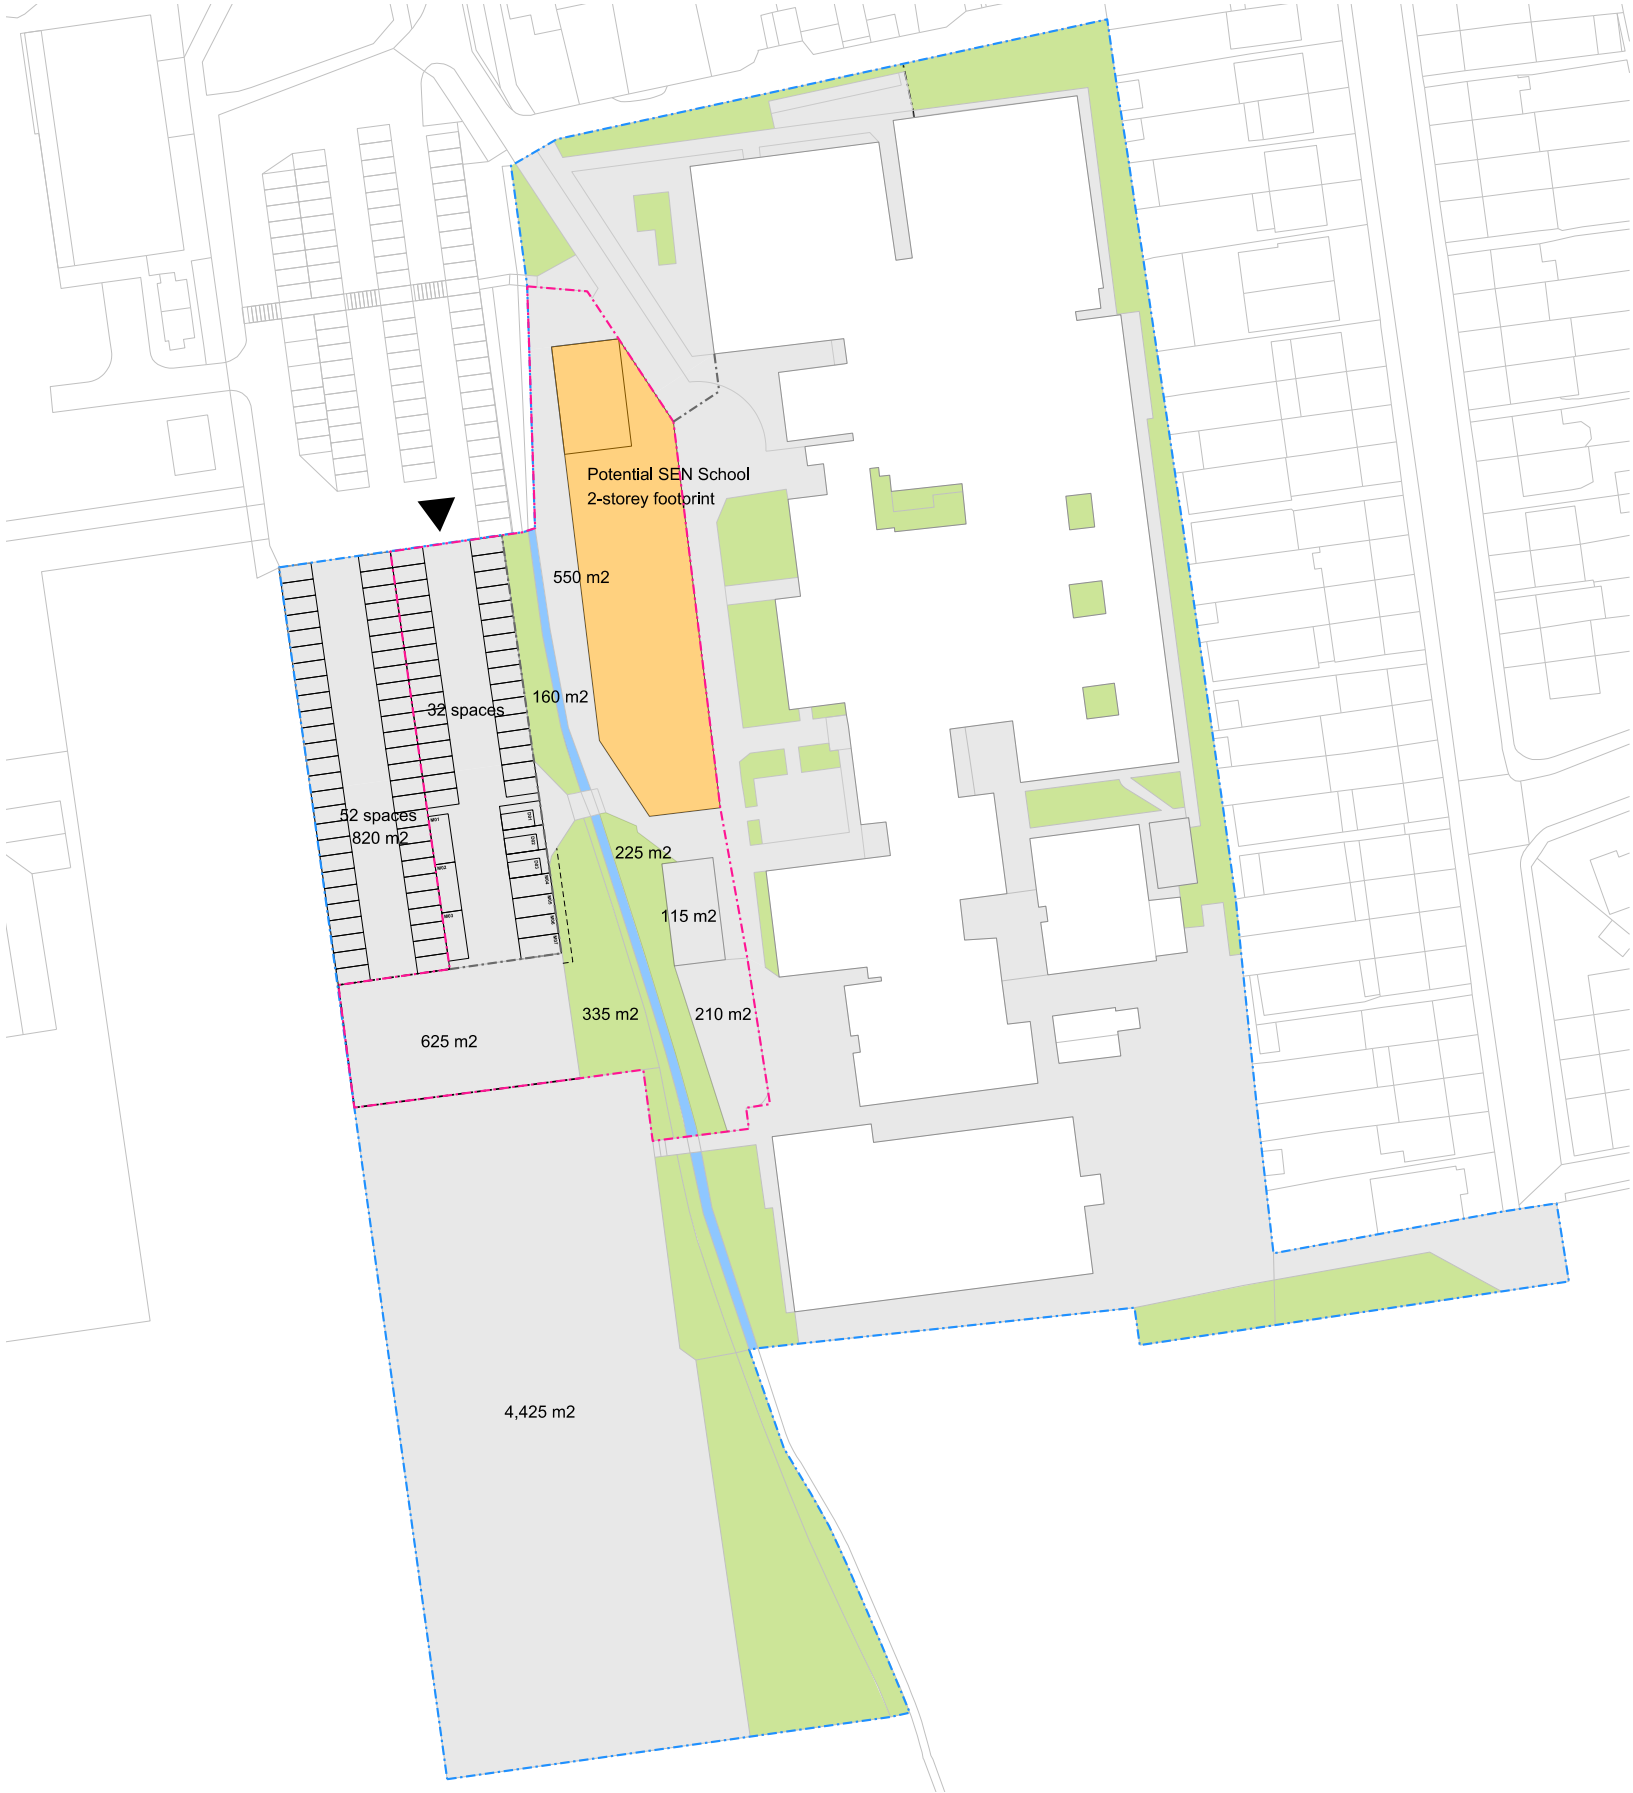 Potential SEN School
2-storey footprint
550 m2
160 m2
32 spaces
52 spaces
820 m2
225 m2
115 m2
335 m2
210 m2
625 m2
4,425 m2